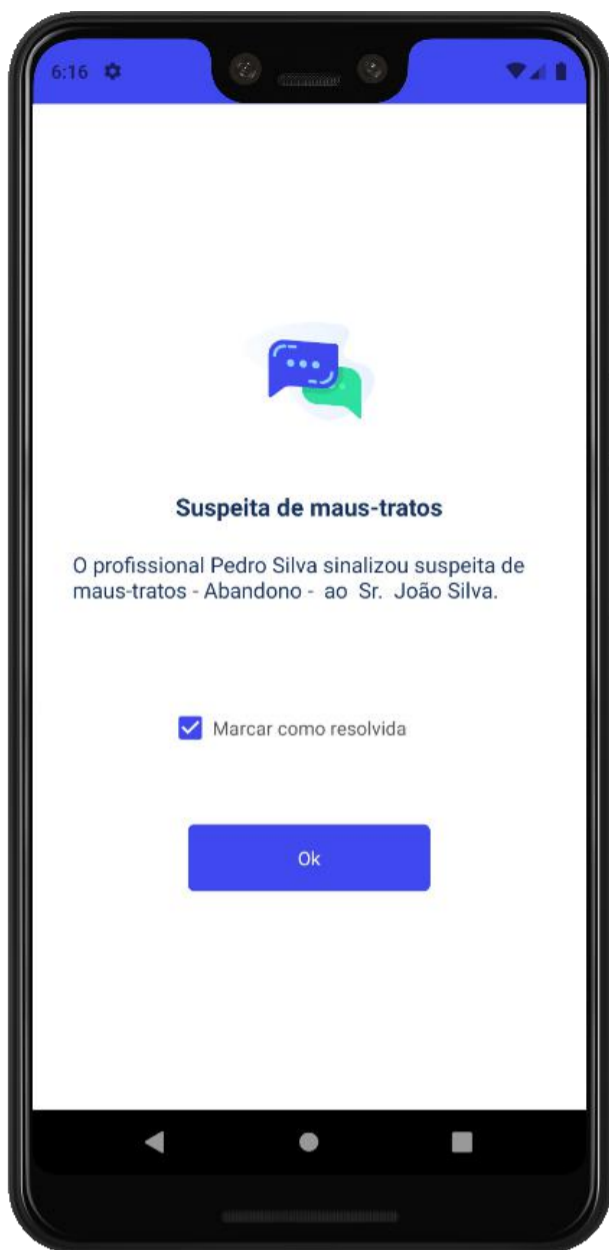 6:16
Suspeita de maus-tratos
O profissional Pedro Silva sinalizou suspeita de
maus-tratos - Abandono - ao Sr. João Silva.
Marcar como resolvida
Ok